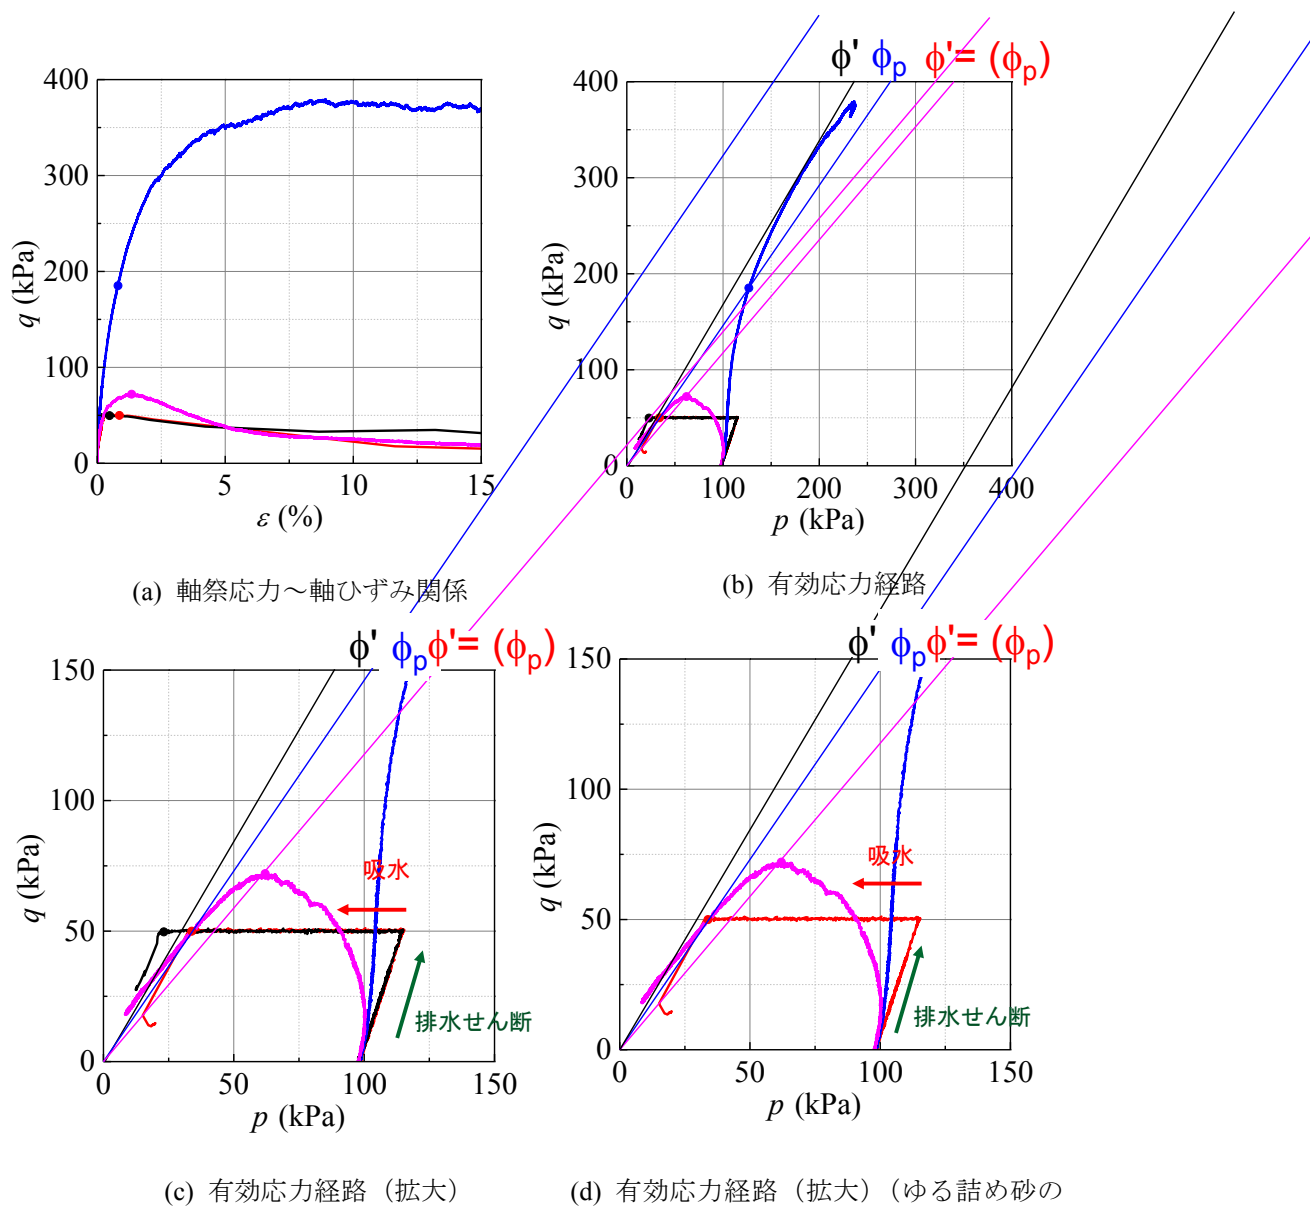 ϕ' ϕp ϕ'= (ϕp)
400
300
200
100
0
q (kPa)
0 5 10 15
ε (%)
(a) 軸祭応力～軸ひずみ関係
400
300
200
100
0
q (kPa)
0 100 200 300 400
p (kPa)
(b) 有効応力経路
ϕ' ϕpϕ'= (ϕp)
150
100
50
0
q (kPa)
吸水
排水せん断
0 50 100 150
p (kPa)
(c) 有効応力経路（拡大）
ϕ' ϕpϕ'= (ϕp)
150
100
50
0
q (kPa)
吸水
排水せん断
0 50 100 150
p (kPa)
(d) 有効応力経路（拡大）（ゆる詰め砂の